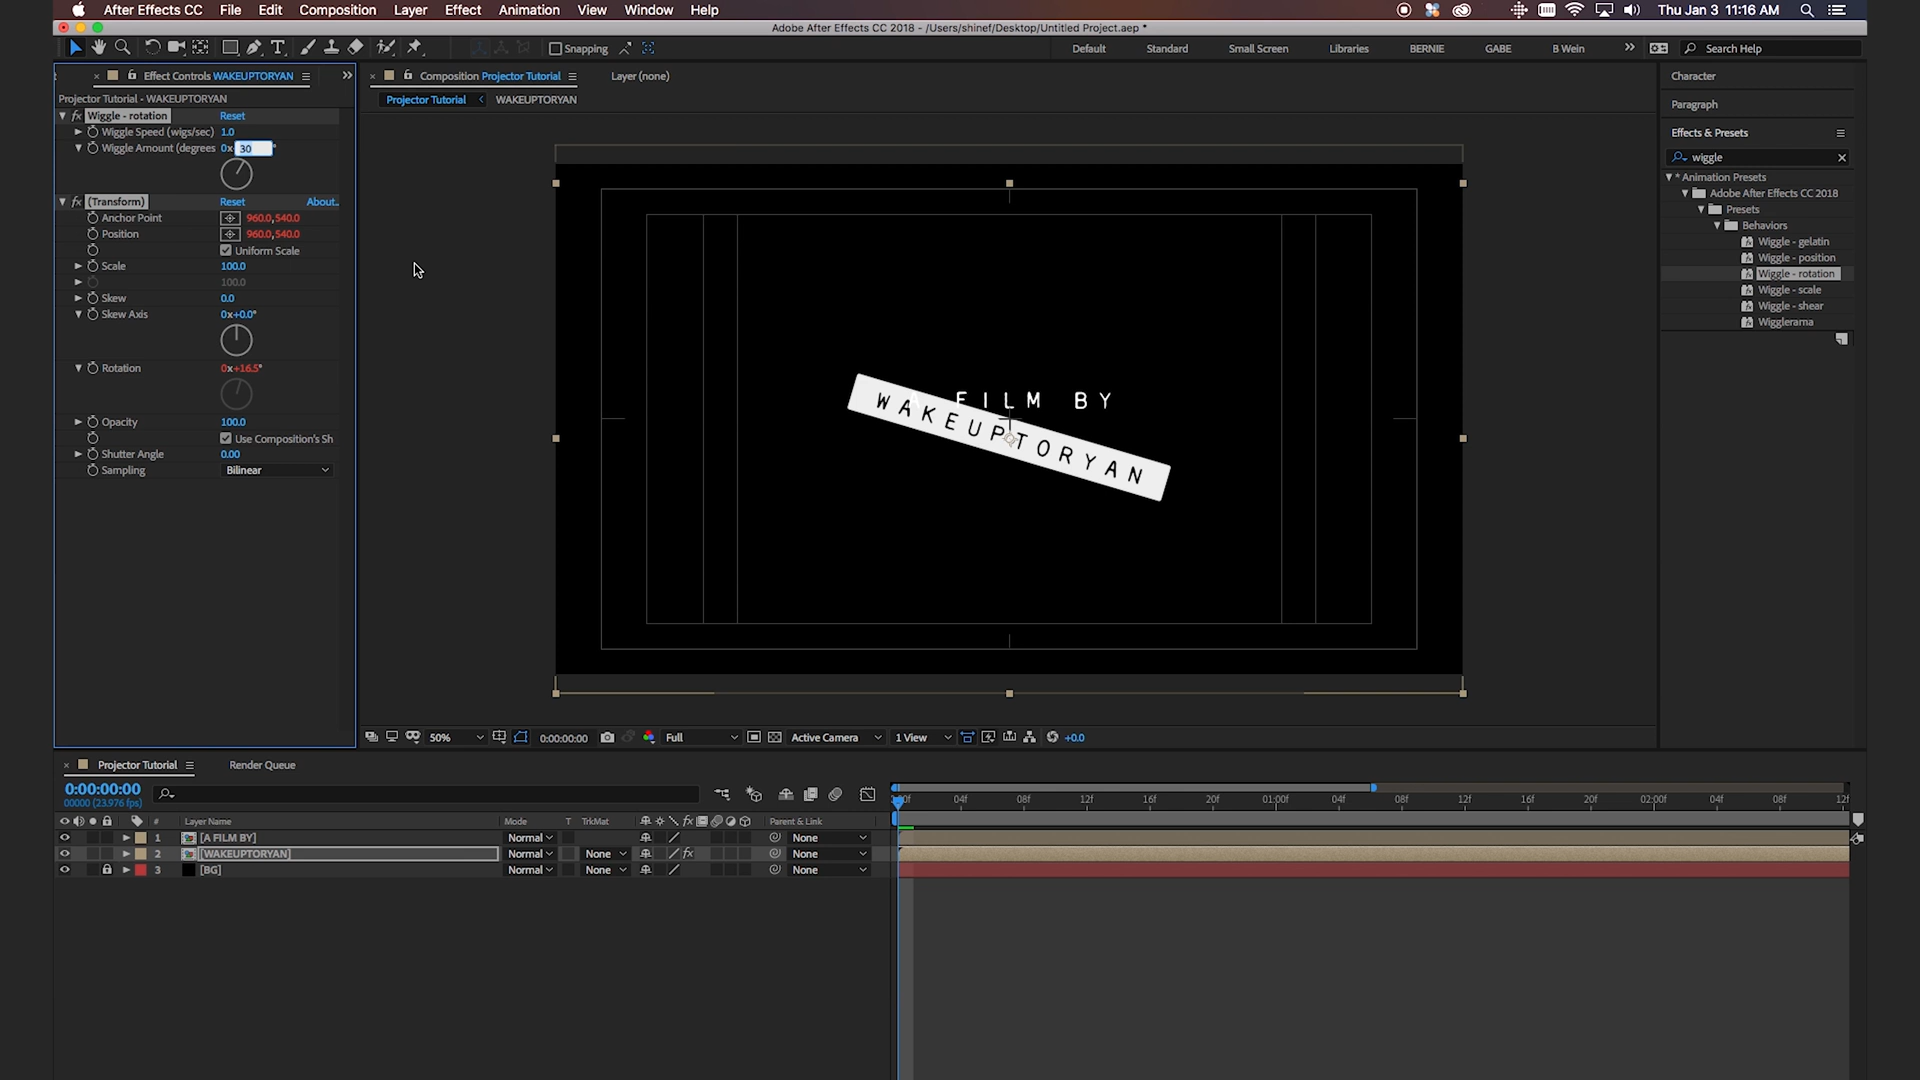 After Effects CC File Edit Composition Layer Effect Animation View Window Help Thu Jan 3 11:16 AM
Adobe After Effects CC 2018 - /Users/shinef/Desktop/Untitled Project.aep *
Snapping Default Standard Small Screen Libraries BERNIE GABE B Wein Search Help
Effect Controls WAKEUPTORYAN
Projector Tutorial - WAKEUPTORYAN
fx Wiggle - rotation Reset
Wiggle Speed (wigs/sec) 1.0
Wiggle Amount (degrees 0x 30 °
fx (Transform) Reset About..
Anchor Point 960.0,540.0
Position 960.0,540.0
Uniform Scale
Scale 100.0
100.0
Skew 0.0
Skew Axis 0x+0.0°
Rotation 0x+16.5°
Opacity 100.0
Use Composition's Sh
Shutter Angle 0.00
Sampling Bilinear
Composition Projector Tutorial Layer (none)
Projector Tutorial WAKEUPTORYAN
A FILM BY
WAKEUPTORYAN
50% 0:00:00:00 Full Active Camera 1 View +0.0
Character
Paragraph
Effects & Presets
wiggle
* Animation Presets
Adobe After Effects CC 2018
Presets
Behaviors
Wiggle - gelatin
Wiggle - position
Wiggle - rotation
Wiggle - scale
Wiggle - shear
Wigglerama
Projector Tutorial Render Queue
0:00:00:00
00000 (23.976 fps)
04f 08f 12f 16f 20f 01:00f 04f 08f 12f 16f 20f 02:00f 04f 08f
# Layer Name Mode T TrkMat Parent & Link
1 [A FILM BY] Normal None
2 [WAKEUPTORYAN] Normal None fx None
3 [BG] Normal None None